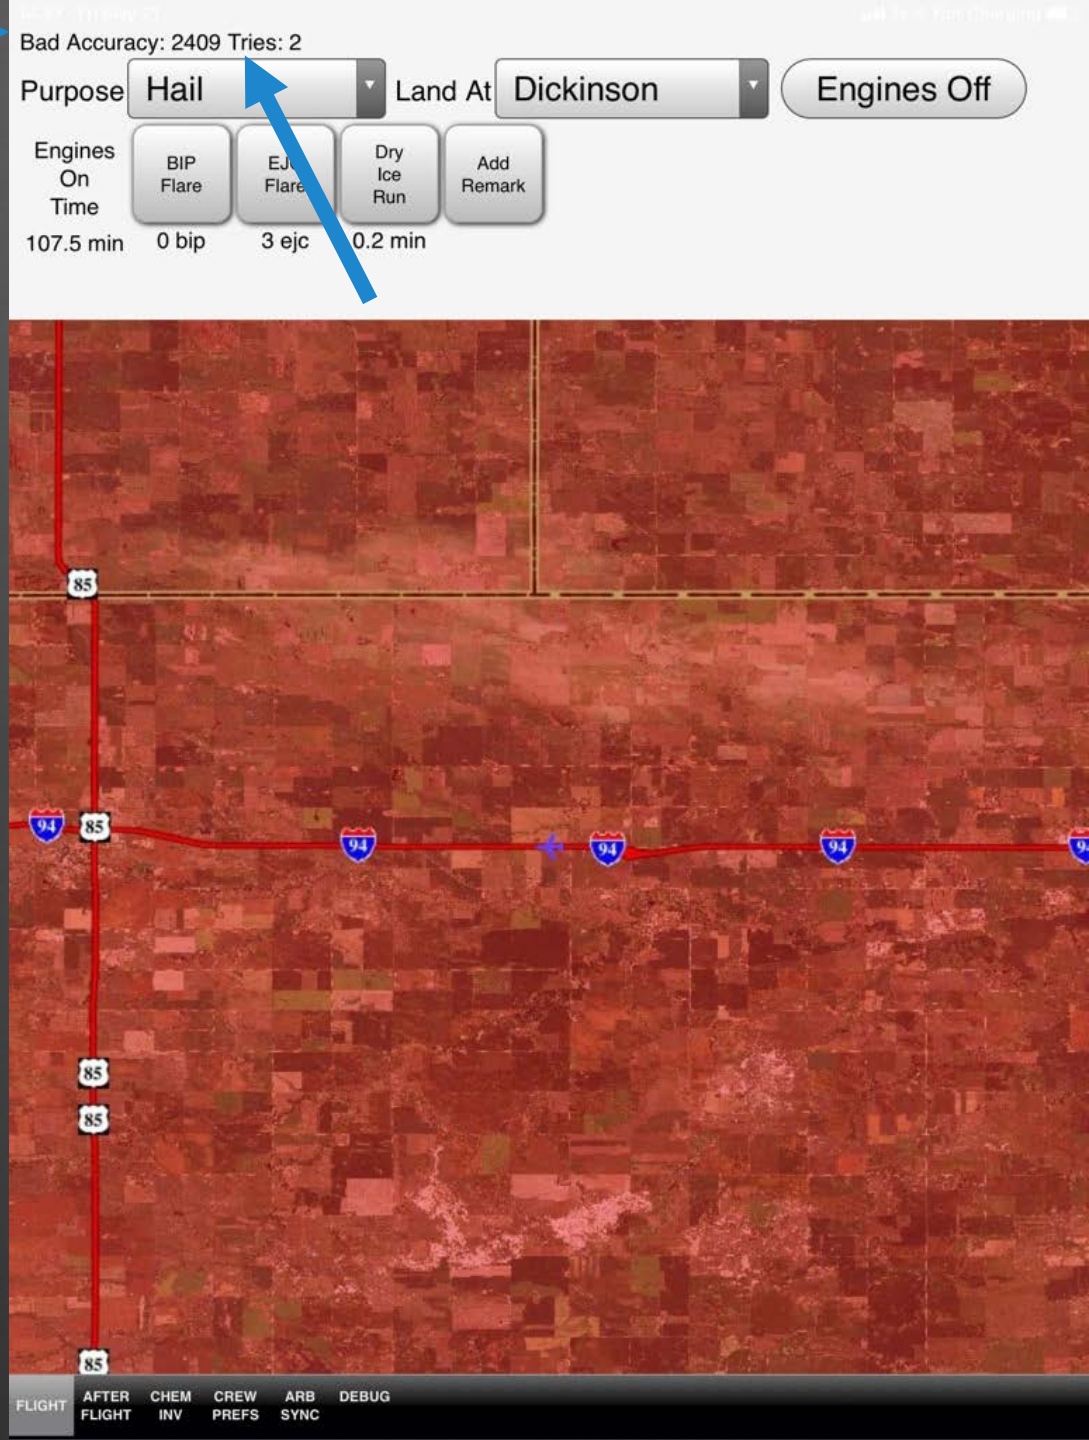 Bad Accuracy: 2409 Tries: 2
Purpose Hail Land At Dickinson Engines Off
Engines
On
Time
107.5 min
BIP
Flare
0 bip
Flare
3 ejc
Dry
Ice
Run
0.2 min
Add
Remark
85
94
85
94
94
94
85
85
85
FLIGHT
AFTER
FLIGHT
CHEM
INV
CREW
PREFS
ARB
SYNC
DEBUG